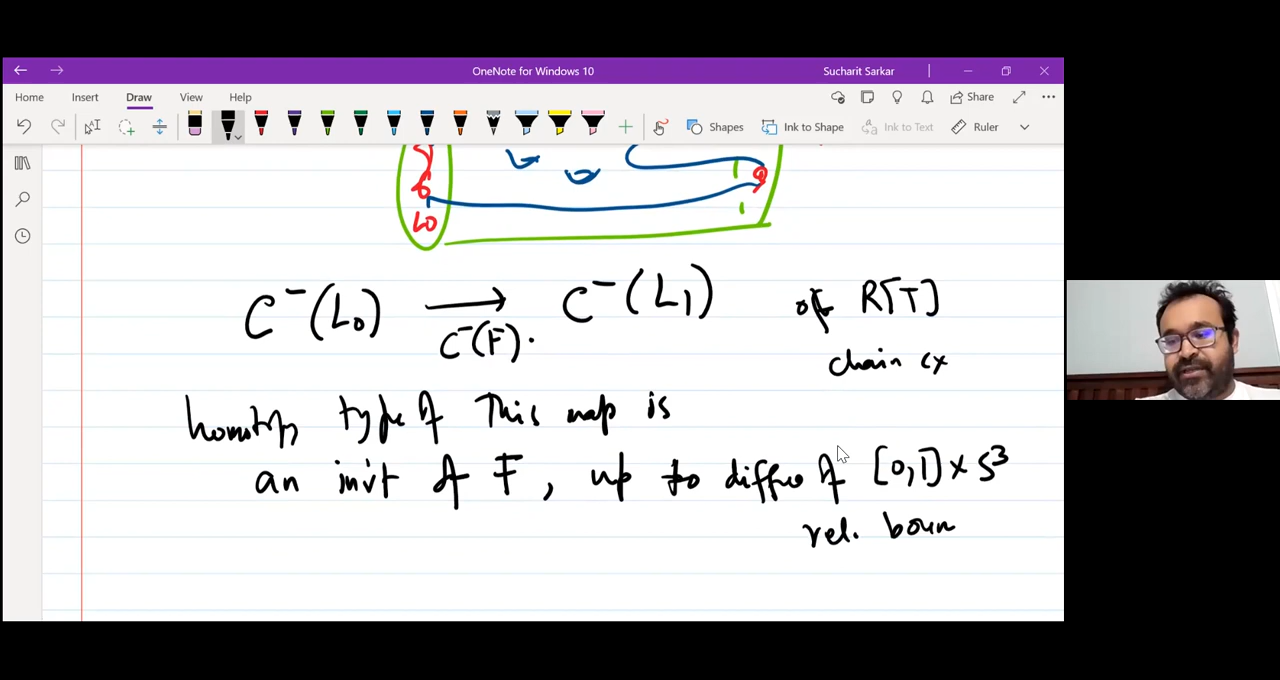 OneNote for Windows 10
Sucharit Sarkar
Home Insert Draw View Help
Share
Shapes Ink to Shape Ink to Text Ruler
L0
C⁻(L₀) → C⁻(L₁) of R[T]
C⁻(F). chain cx
homotopy type of This map is
an inv't of F, up to diffeo of [0,1] × S³
rel. boun